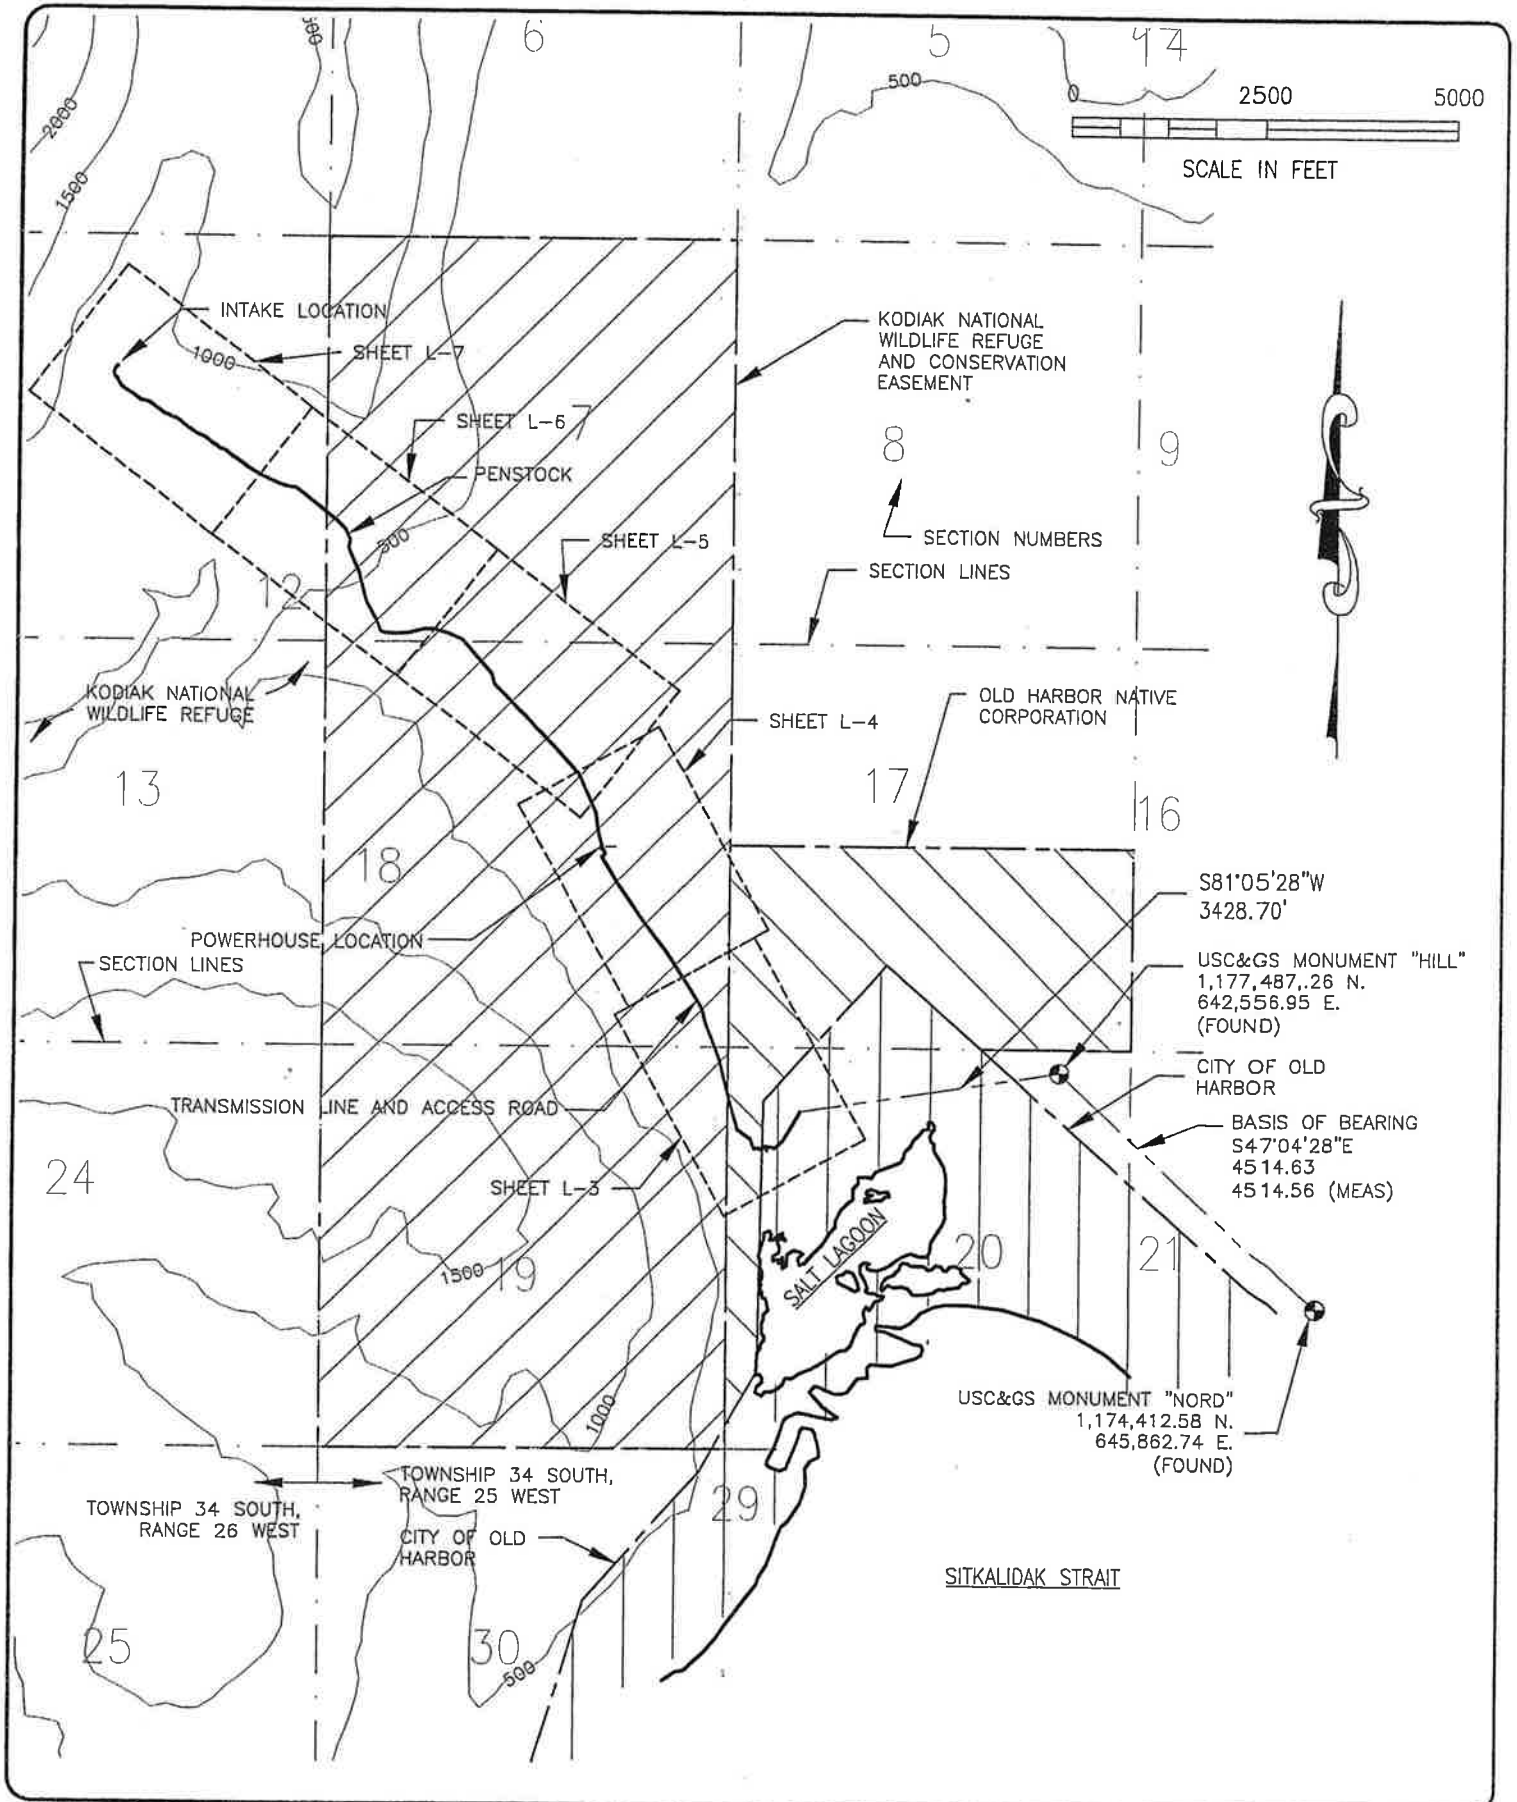 6
5
4
500
0
2500
5000
SCALE IN FEET
2000
1500
INTAKE LOCATION
SHEET L-7
1000
KODIAK NATIONAL
WILDLIFE REFUGE
AND CONSERVATION
EASEMENT
SHEET L-6
7
8
9
PENSTOCK
500
SHEET L-5
SECTION NUMBERS
SECTION LINES
12
KODIAK NATIONAL
WILDLIFE REFUGE
OLD HARBOR NATIVE
CORPORATION
SHEET L-4
13
17
16
18
S81°05'28"W
3428.70'
POWERHOUSE LOCATION
SECTION LINES
USC&GS MONUMENT "HILL"
1,177,487,.26 N.
642,556.95 E.
(FOUND)
CITY OF OLD
HARBOR
TRANSMISSION LINE AND ACCESS ROAD
BASIS OF BEARING
S47°04'28"E
4514.63
4514.56 (MEAS)
24
SHEET L-3
SALT LAGOON
20
21
1500
19
USC&GS MONUMENT "NORD"
1,174,412.58 N.
645,862.74 E.
(FOUND)
1000
TOWNSHIP 34 SOUTH,
RANGE 25 WEST
TOWNSHIP 34 SOUTH,
RANGE 26 WEST
29
CITY OF OLD
HARBOR
SITKALIDAK STRAIT
25
30
500